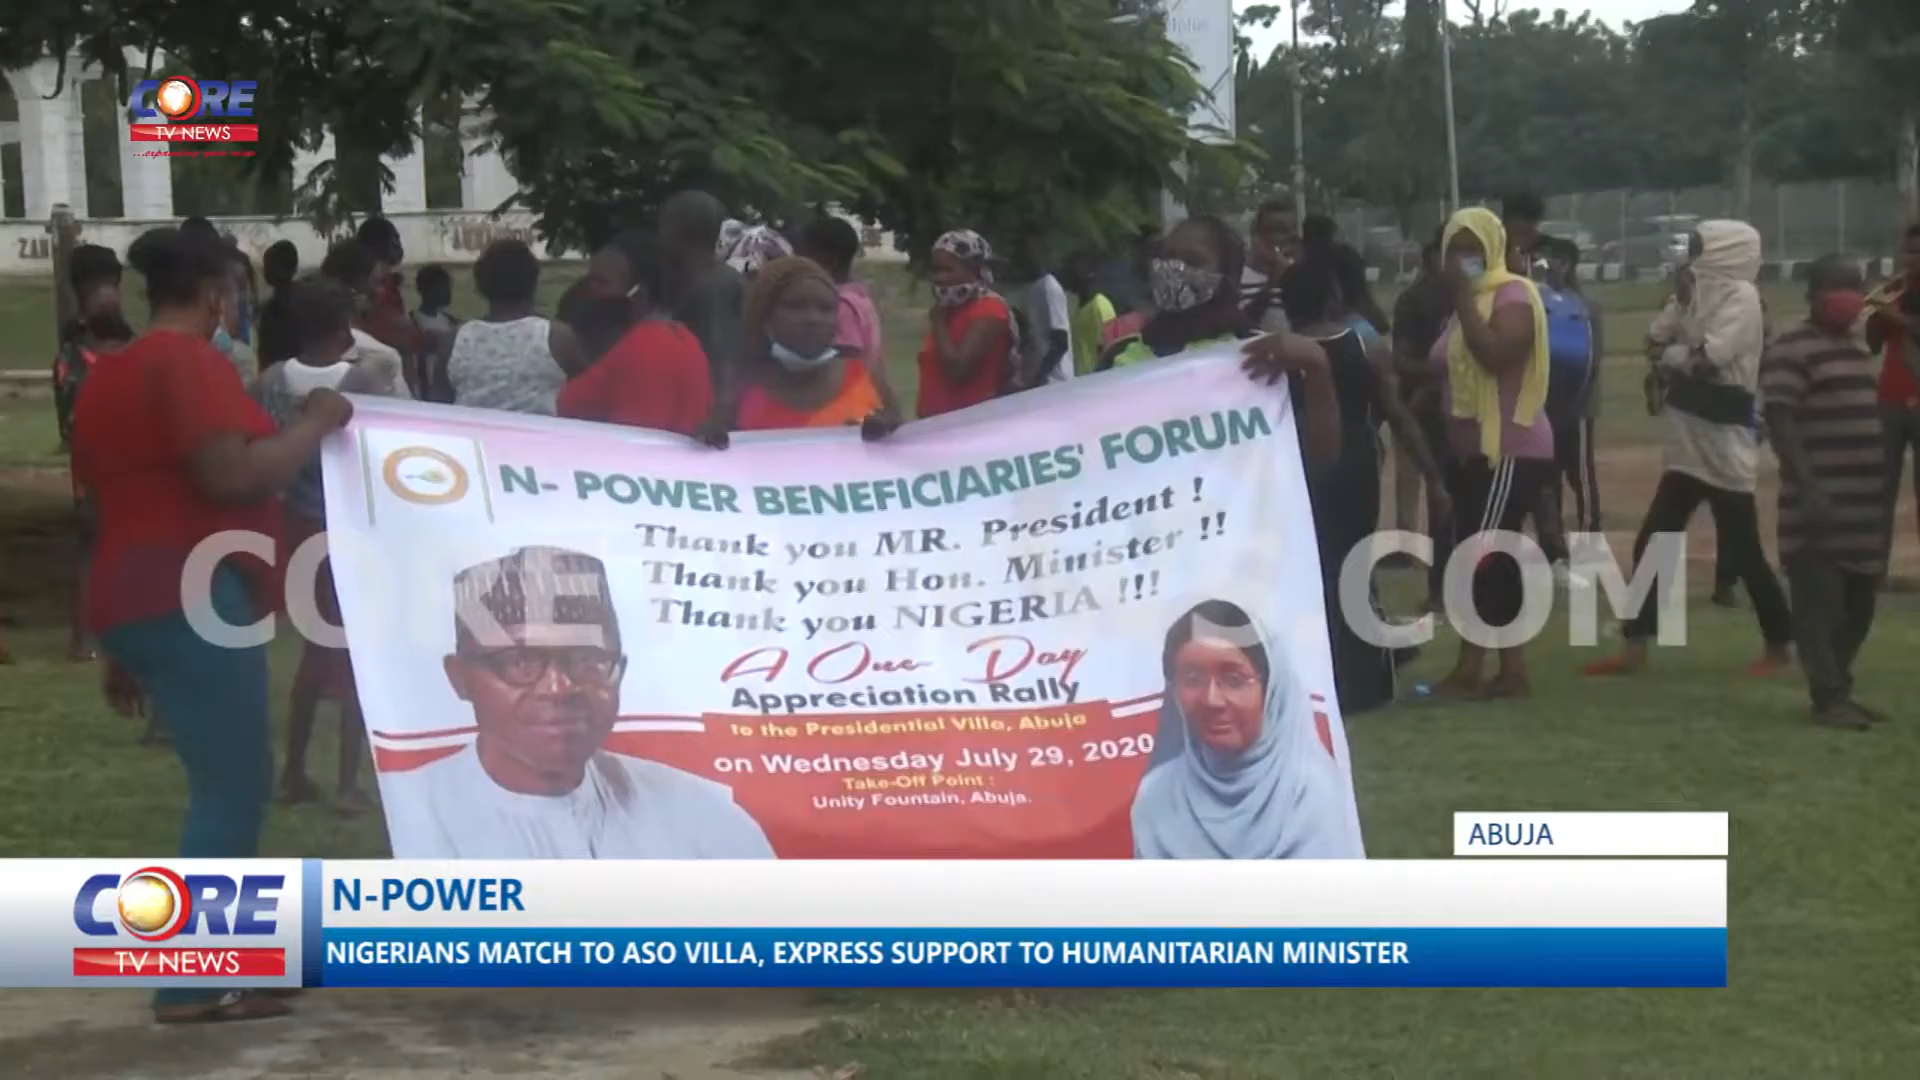 CORE
TV NEWS
ZAM
N- POWER BENEFICIARIES' FORUM
Thank you MR. President !
Thank you Hon. Minister !!
Thank you NIGERIA !!!
A One Day
Appreciation Rally
to the Presidential Villa, Abuja
on Wednesday July 29, 2020
Take-Off Point :
Unity Fountain, Abuja.
ABUJA
CORE
TV NEWS
N-POWER
NIGERIANS MATCH TO ASO VILLA, EXPRESS SUPPORT TO HUMANITARIAN MINISTER